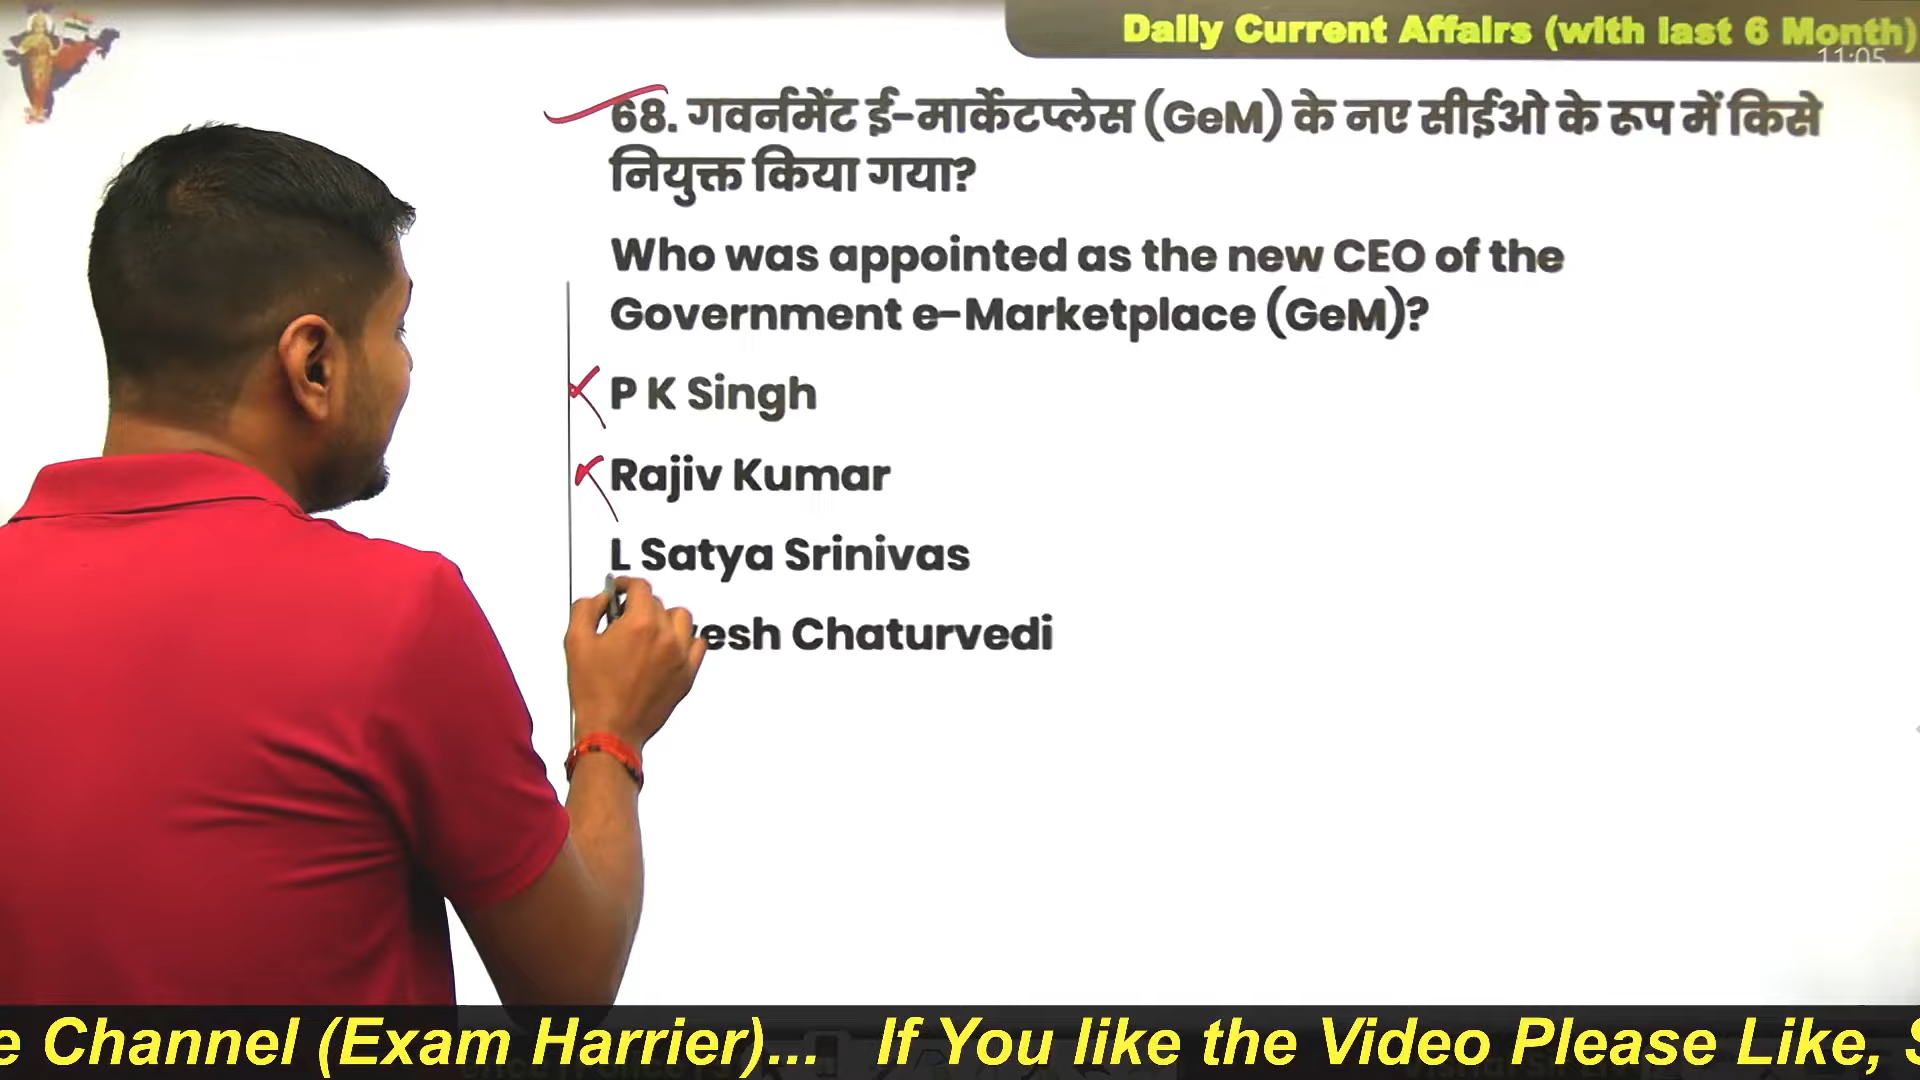 Daily Current Affairs (with last 6 Month)
11:05
68. गवर्नमेंट ई-मार्केटप्लेस (GeM) के नए सीईओ के रूप में किसे
नियुक्त किया गया?
Who was appointed as the new CEO of the
Government e-Marketplace (GeM)?
P K Singh
Rajiv Kumar
L Satya Srinivas
Chaturvedi
Channel (Exam Harrier)... If You like the Video Please Like,